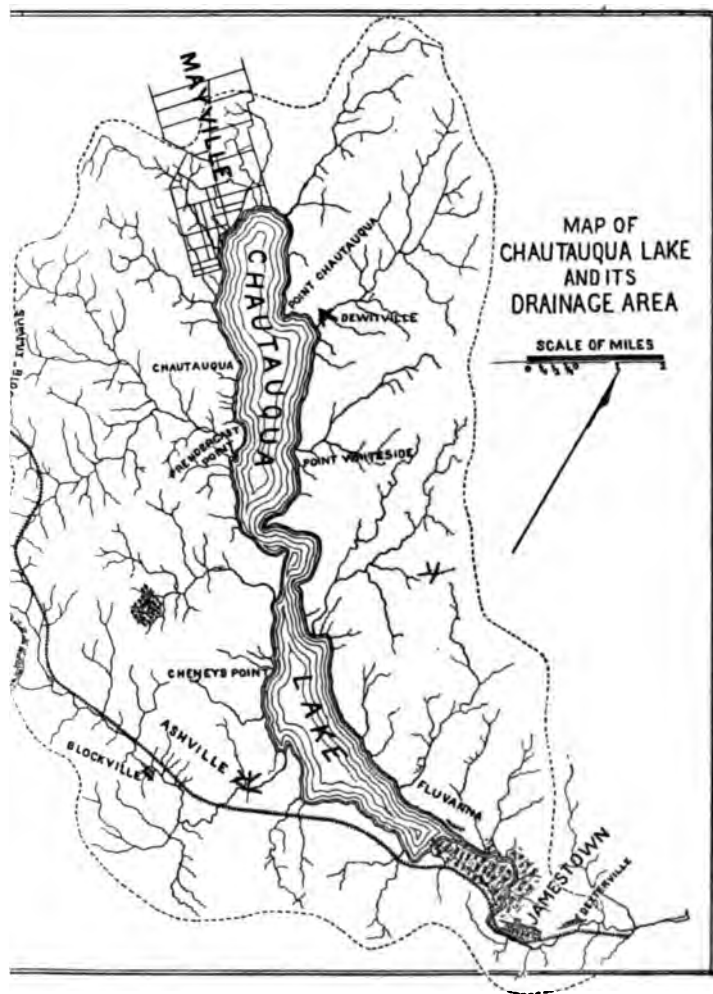 MAYVILLE
CHAUTAUQUA
LAKE
POINT CHAUTAUQUA
DEWITVILLE
MAP OF
CHAUTAUQUA LAKE
AND ITS
DRAINAGE AREA
SCALE OF MILES
CHAUTAUQUA
POINT WHITESIDE
CHENEYS POINT
ASHVILLE
BLOCKVILLE
FLUVANNA
JAMESTOWN